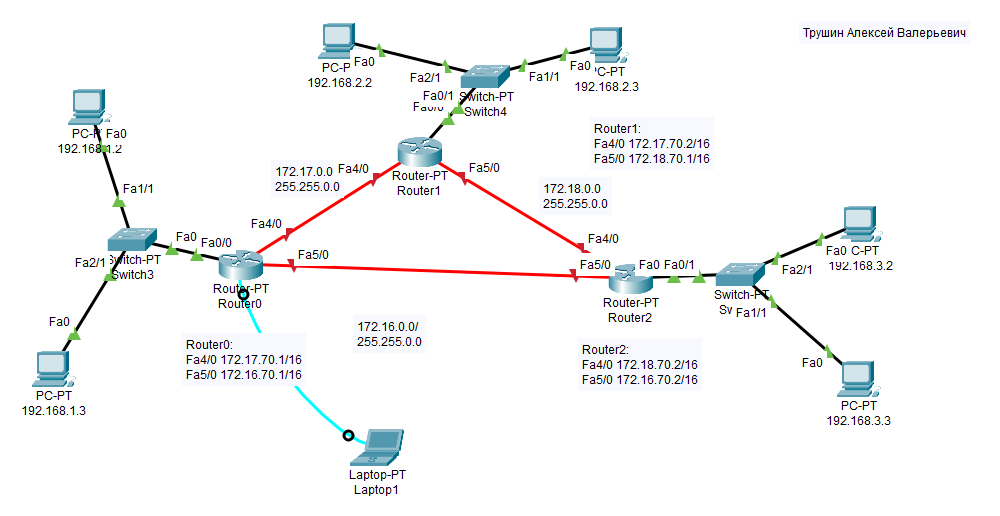 Трушин Алексей Валерьевич
Fa0
192.168.2.2
Fa2/1
Fa0/1
Switch-PT
Switch4
Fa1/1
Fa0
192.168.2.3
Router1:
Fa4/0 172.17.70.2/16
Fa5/0 172.18.70.1/16
Fa0
Fa1/1
172.17.0.0
255.255.0.0
Fa4/0
Router-PT
Router1
Fa5/0
172.18.0.0
255.255.0.0
Fa4/0
Switch3
Fa2/1
Fa0
Fa0/0
Fa4/0
Fa5/0
Router-PT
Router0
Fa5/0
Fa0
Fa0/1
Router-PT
Router2
Fa2/1
Fa0
C-PT
192.168.3.2
Fa1/1
Fa0
PC-PT
192.168.1.3
Router0:
Fa4/0 172.17.70.1/16
Fa5/0 172.16.70.1/16
172.16.0.0/
255.255.0.0
Router2:
Fa4/0 172.18.70.2/16
Fa5/0 172.16.70.2/16
Fa0
PC-PT
192.168.3.3
Laptop-PT
Laptop1